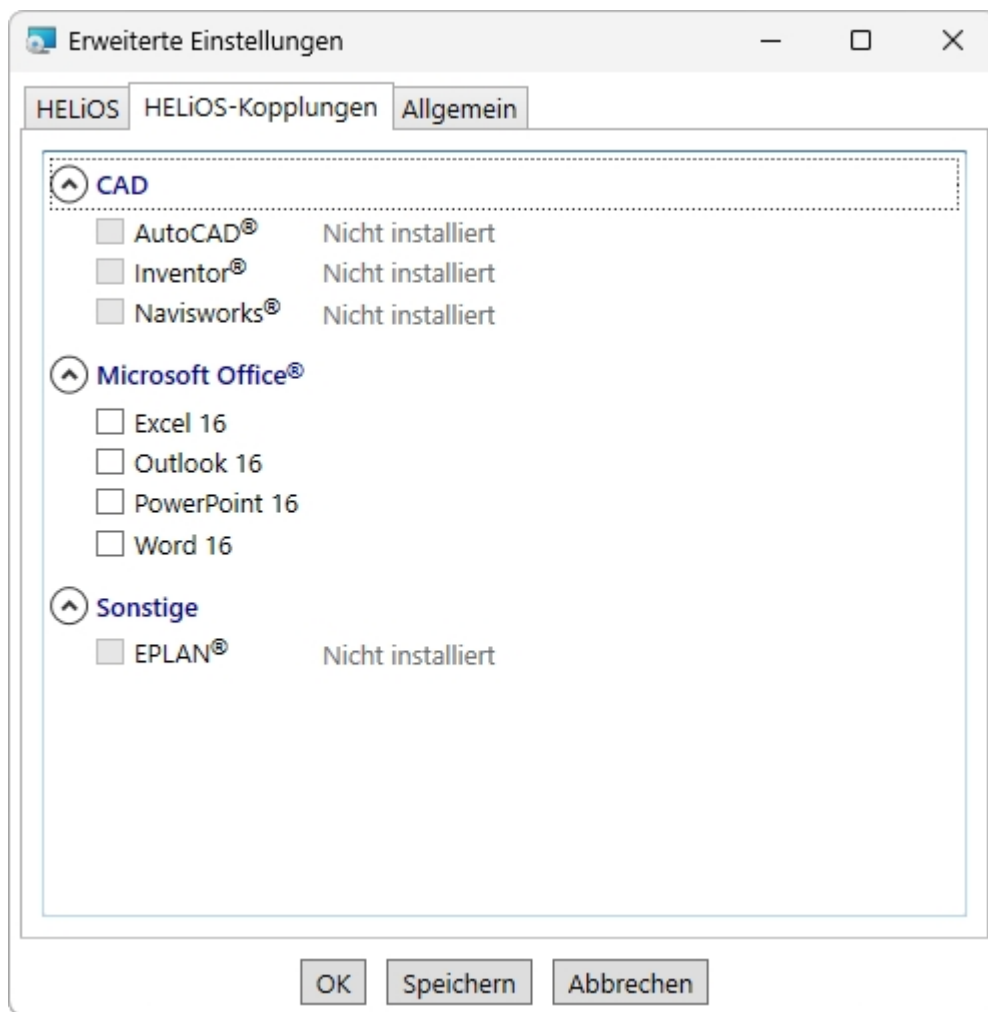 Erweiterte Einstellungen
HELiOS HELiOS-Kopplungen Allgemein
CAD
AutoCAD® Nicht installiert
Inventor® Nicht installiert
Navisworks® Nicht installiert
Microsoft Office®
Excel 16
Outlook 16
PowerPoint 16
Word 16
Sonstige
EPLAN® Nicht installiert
OK Speichern Abbrechen